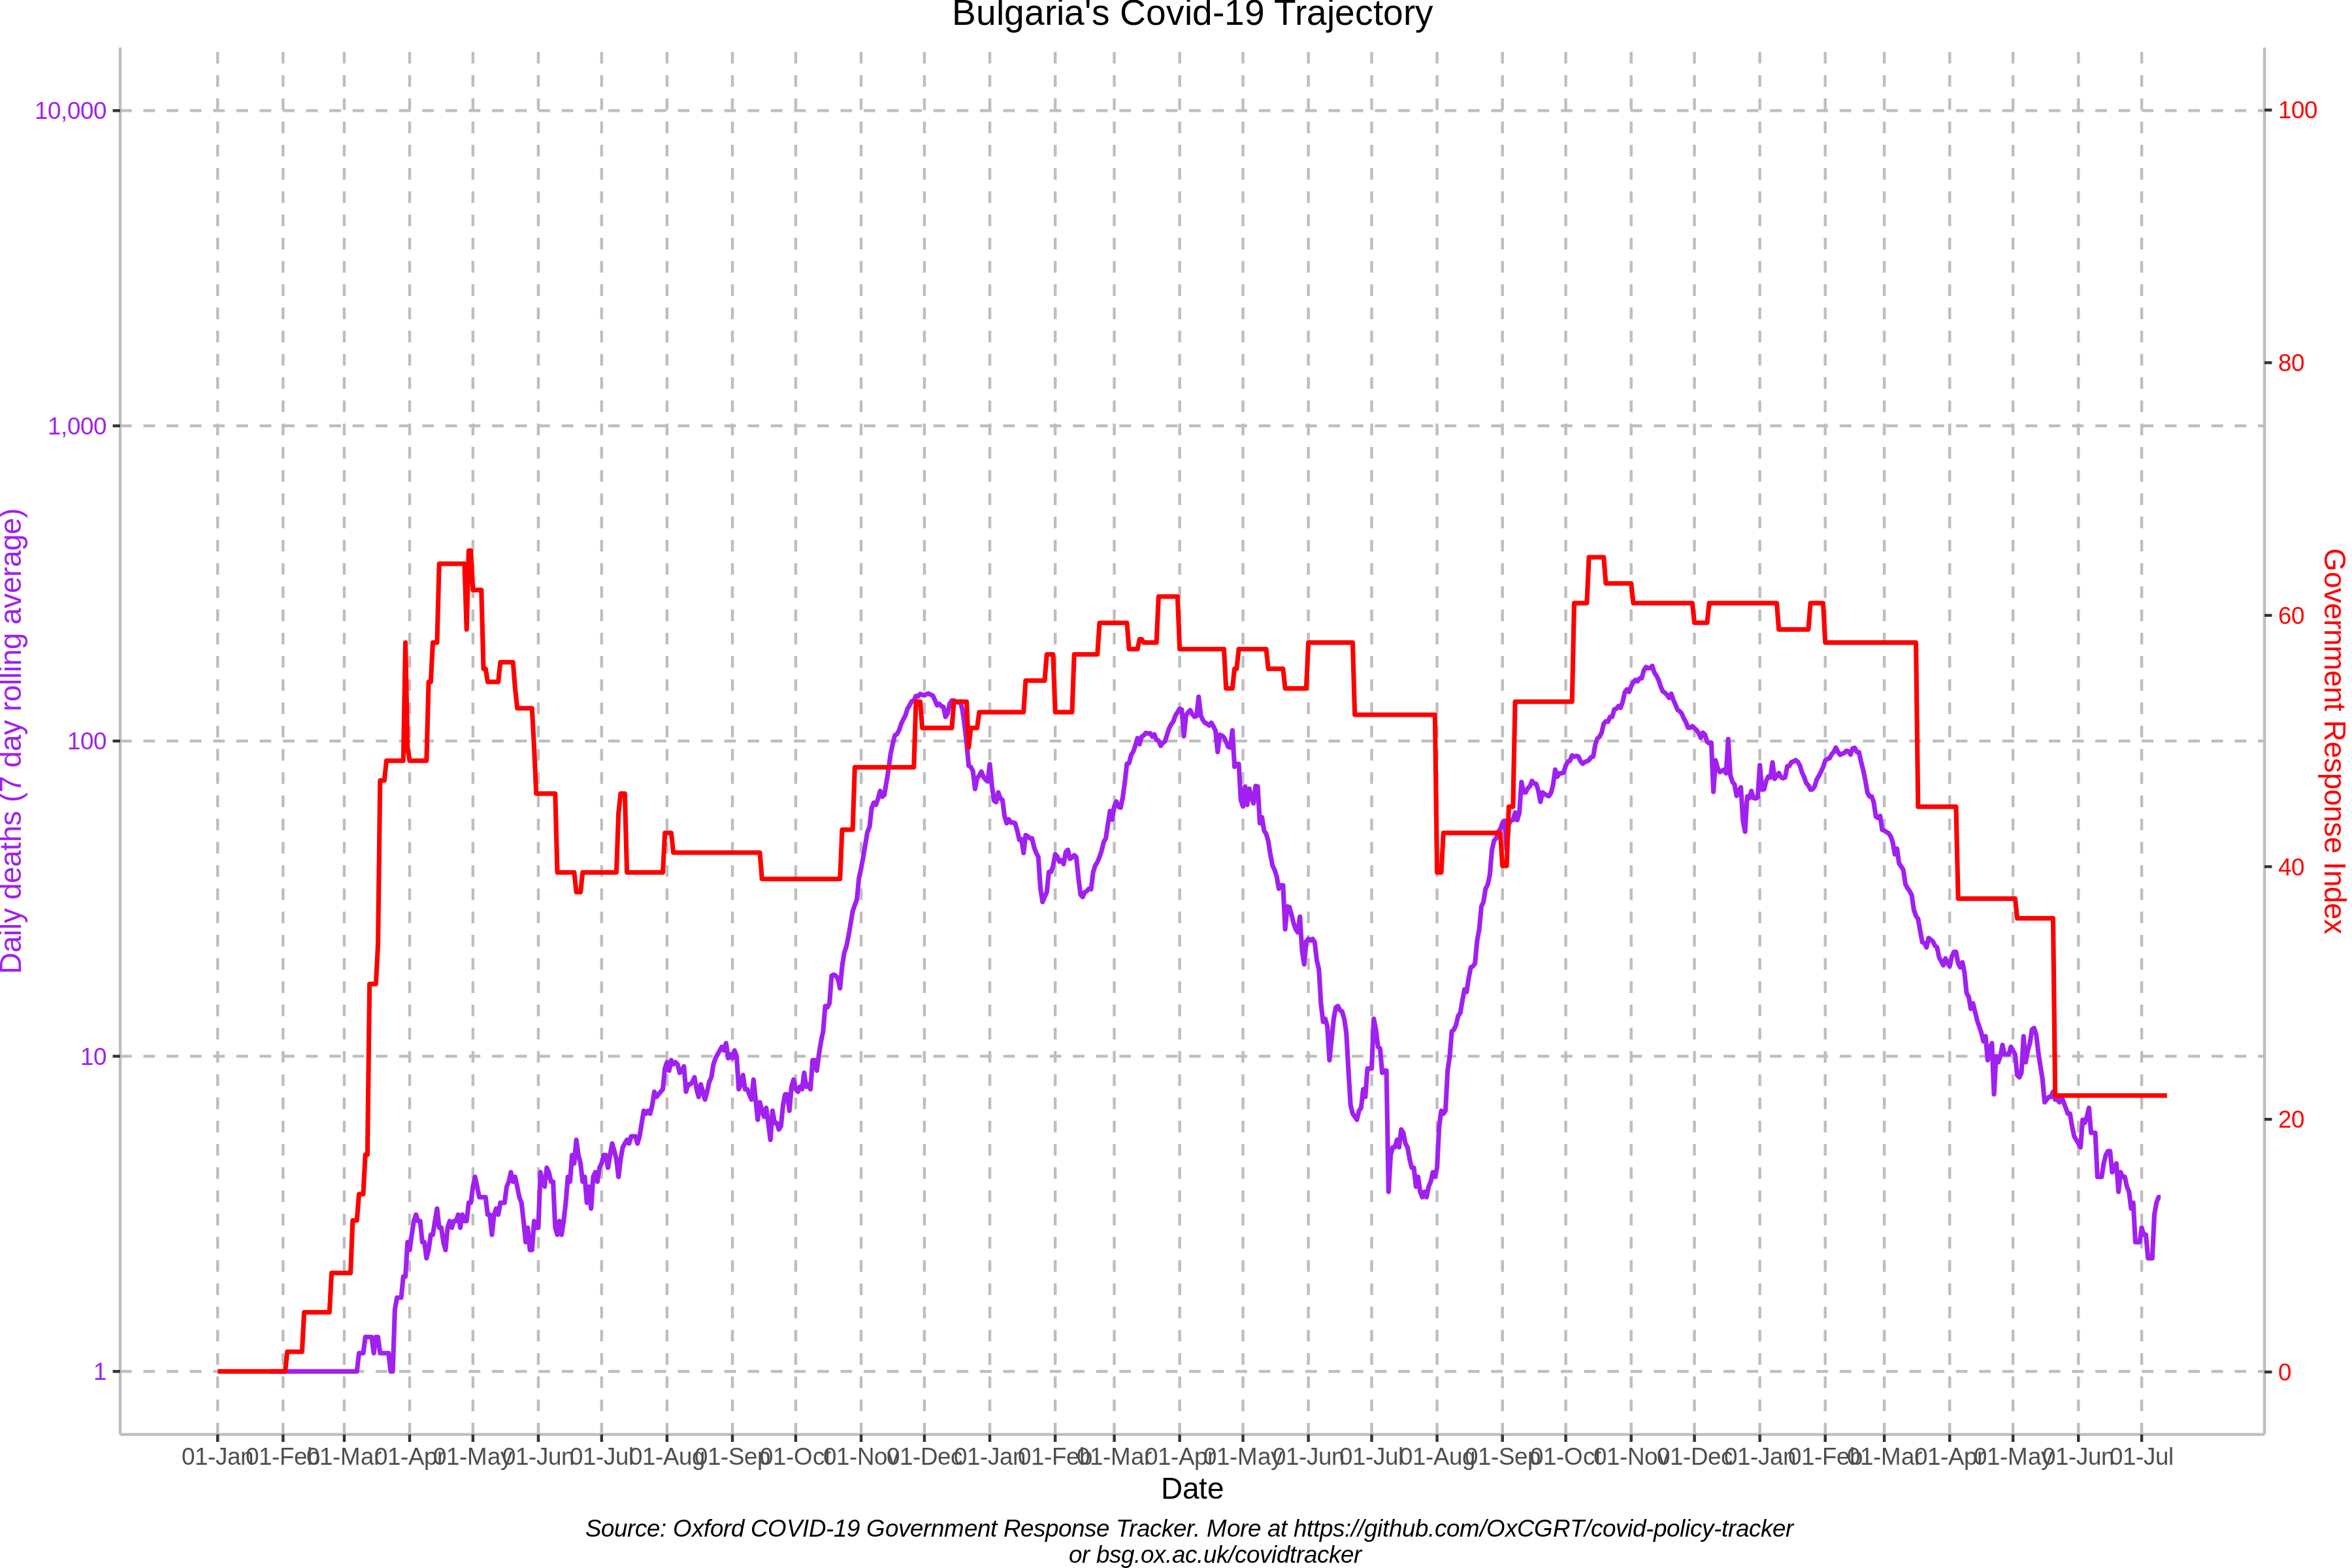 Bulgaria's Covid-19 Trajectory
10,000
1,000
100
10
1
Daily deaths (7 day rolling average)
100
80
60
40
20
0
Government Response Index
01-Jan 01-Feb 01-Mar 01-Apr 01-May 01-Jun 01-Jul 01-Aug 01-Sep 01-Oct 01-Nov 01-Dec 01-Jan 01-Feb 01-Mar 01-Apr 01-May 01-Jun 01-Jul 01-Aug 01-Sep 01-Oct 01-Nov 01-Dec 01-Jan 01-Feb 01-Mar 01-Apr 01-May 01-Jun 01-Jul
Date
Source: Oxford COVID-19 Government Response Tracker. More at https://github.com/OxCGRT/covid-policy-tracker
or bsg.ox.ac.uk/covidtracker